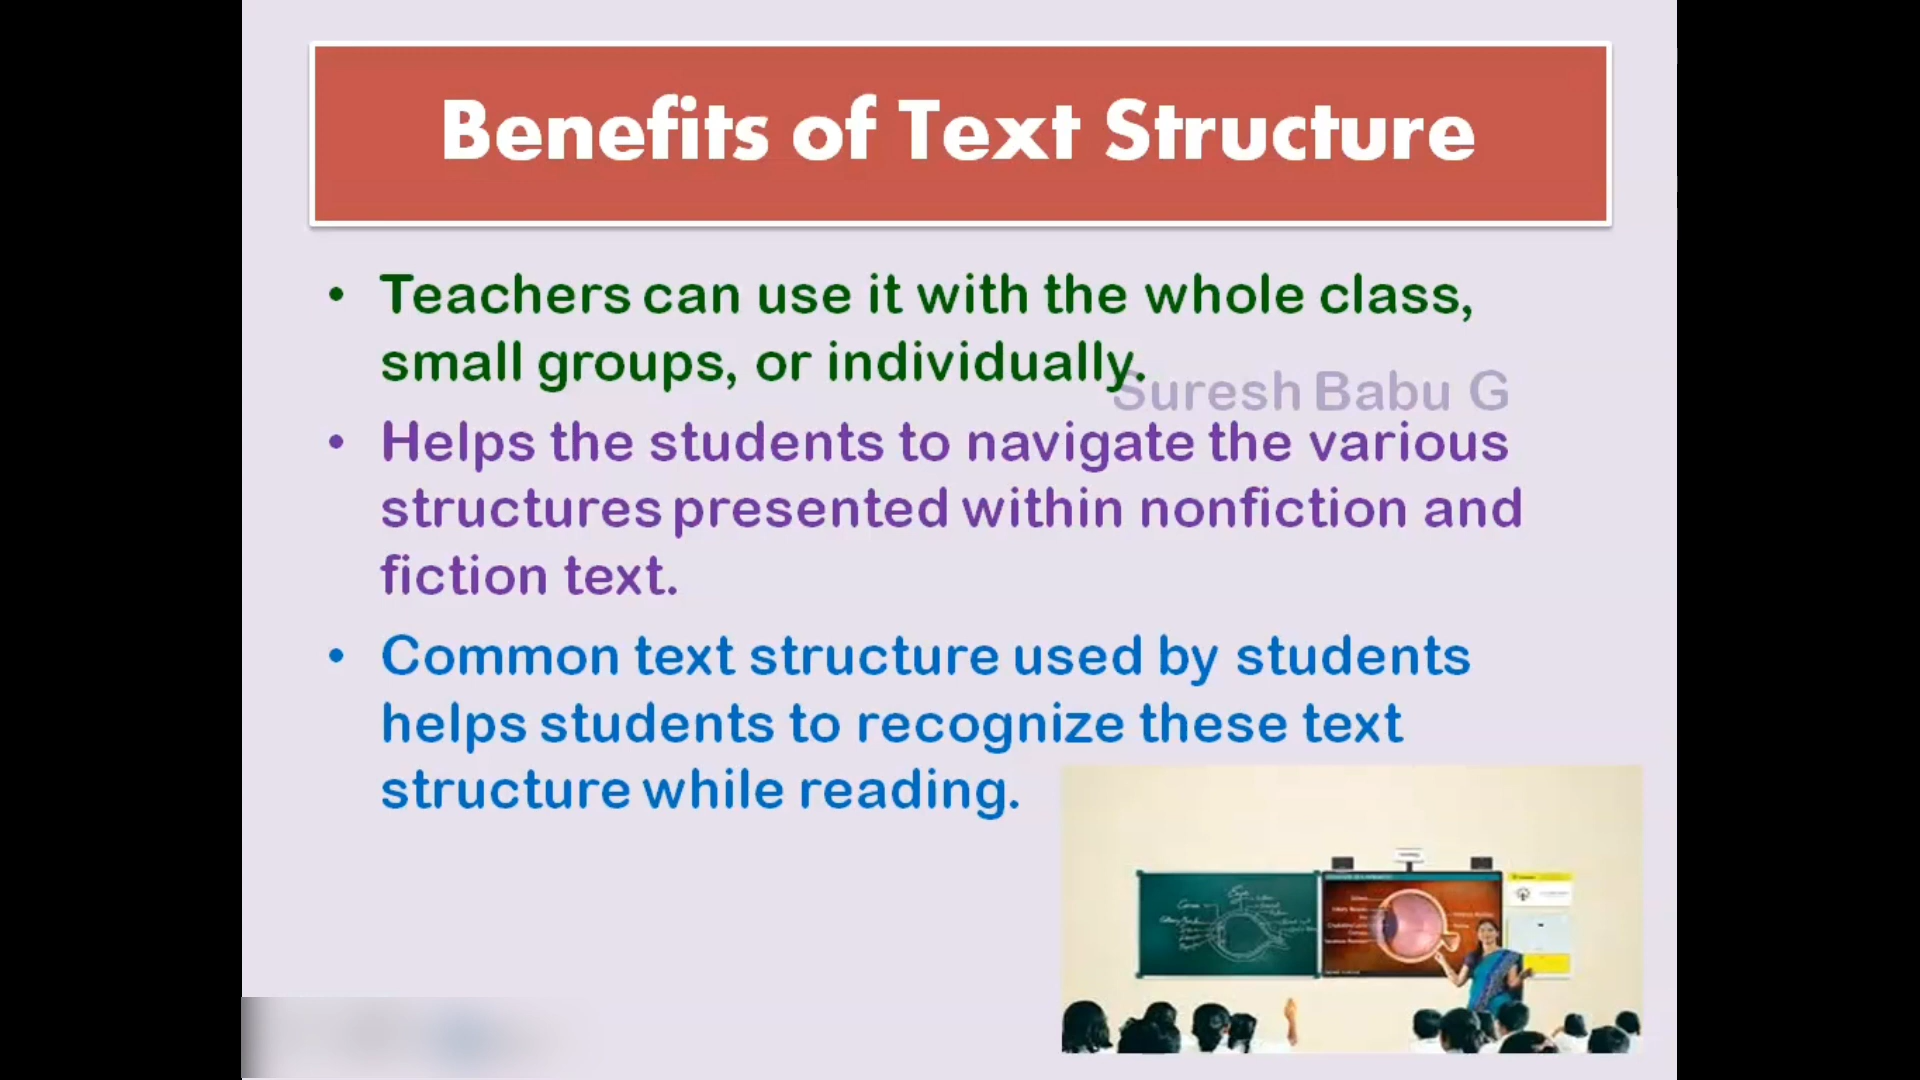 Benefits of Text Structure
• Teachers can use it with the whole class,
small groups, or individually.
Suresh Babu G
• Helps the students to navigate the various
structures presented within nonfiction and
fiction text.
• Common text structure used by students
helps students to recognize these text
structure while reading.
Eye